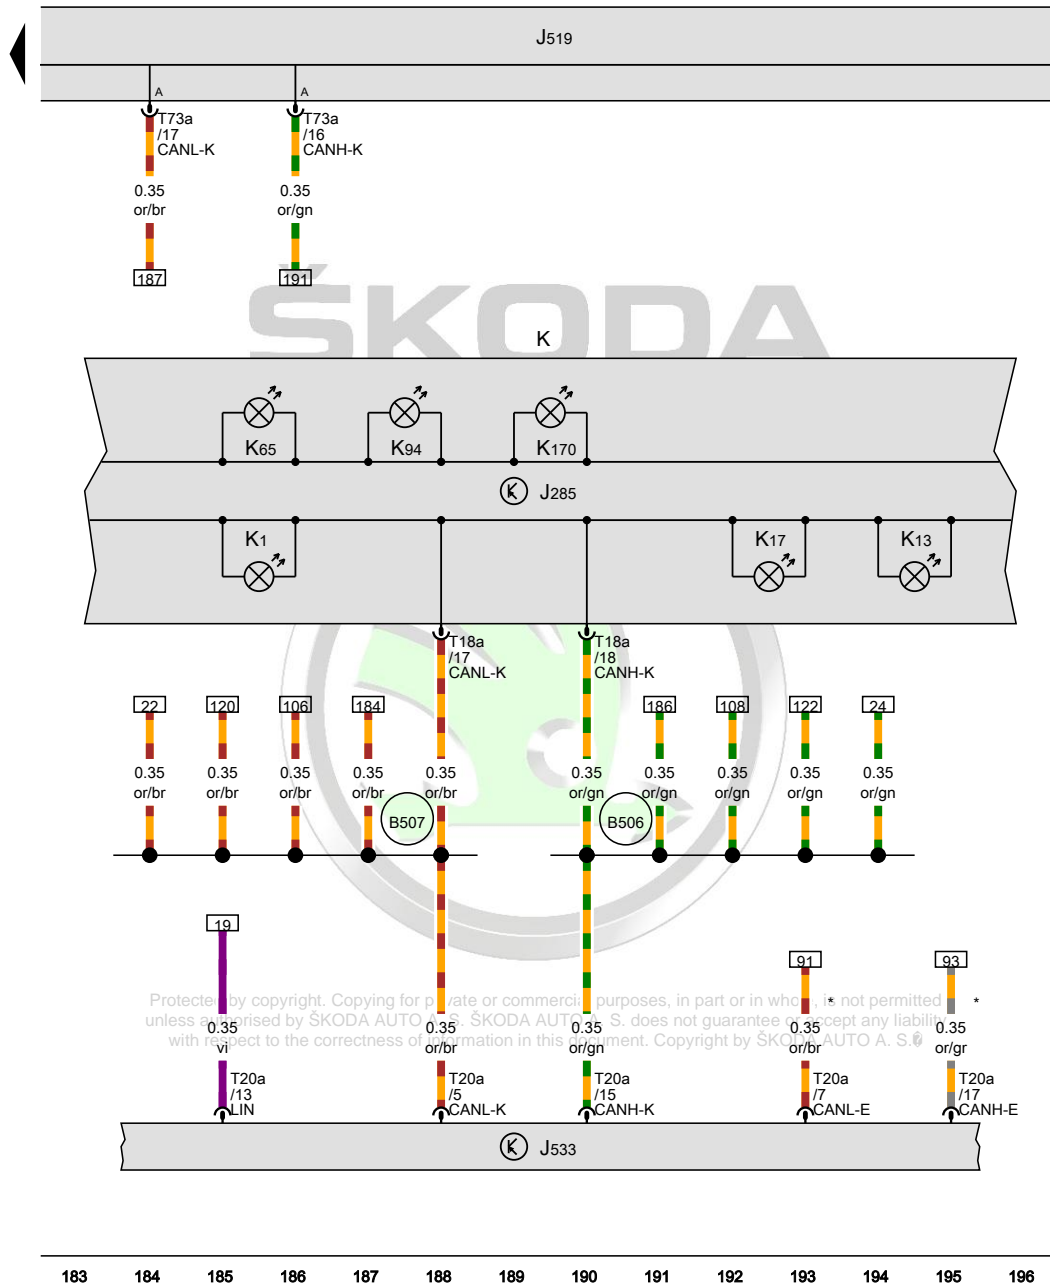 J519
A A
T73a T73a
/17 /16
CANL-K CANH-K
0.35 0.35
or/br or/gn
187 191
ŠKODA
K
K65 K94 K170
J285
K1 K17 K13
T18a T18a
/17 /18
CANL-K CANH-K
22 120 106 184 186 108 122 24
0.35 0.35 0.35 0.35 0.35 0.35 0.35 0.35 0.35 0.35
or/br or/br or/br or/br or/br or/gn or/gn or/gn or/gn or/gn
B507 B506
19
91 93
* *
Protected by copyright. Copying for private or commercial purposes, in part or in whole, is not permitted
unless authorised by ŠKODA AUTO A. S. ŠKODA AUTO A. S. does not guarantee or accept any liability
with respect to the correctness of information in this document. Copyright by ŠKODA AUTO A. S.
0.35 0.35 0.35 0.35 0.35
vi or/br or/gn or/br or/gr
T20a T20a T20a T20a T20a
/13 /5 /15 /7 /17
LIN CANL-K CANH-K CANL-E CANH-E
J533
183 184 185 186 187 188 189 190 191 192 193 194 195 196